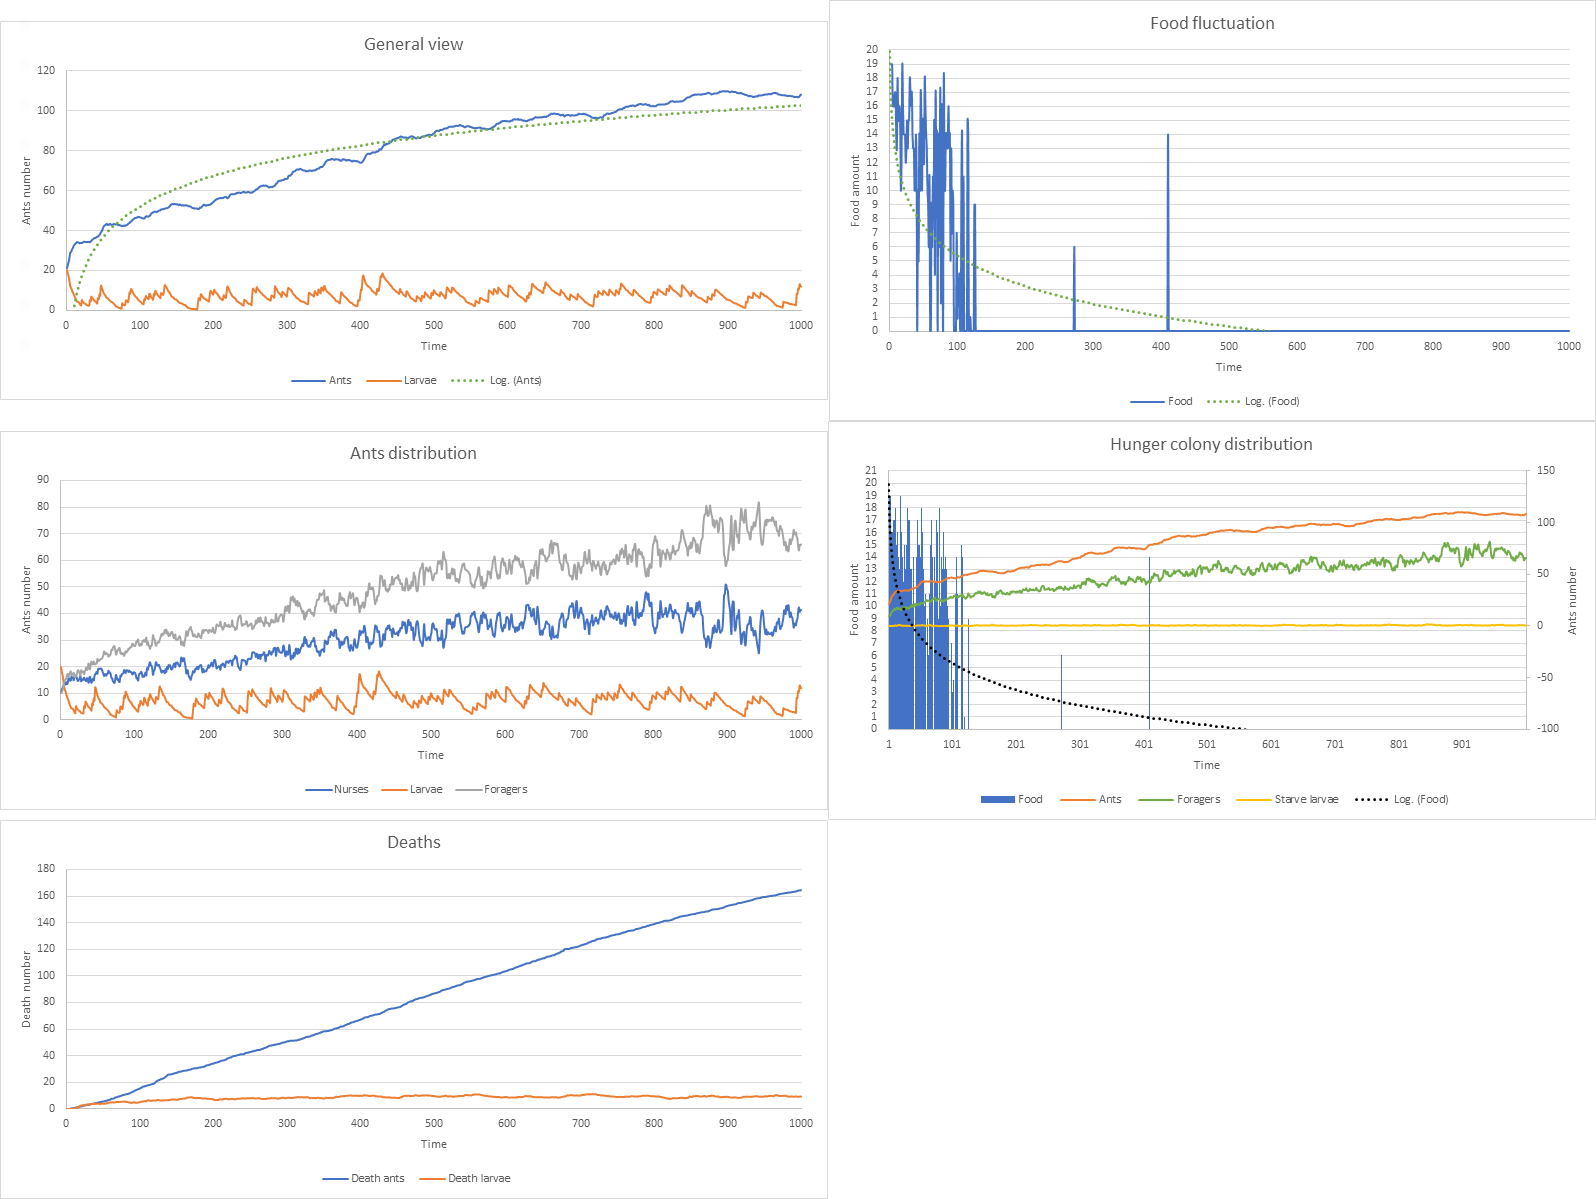 General view
120
100
80
60
40
20
0
Ants number
0 100 200 300 400 500 600 700 800 900 1000
Time
Ants Larvae Log. (Ants)
Food fluctuation
20
19
18
17
16
15
14
13
12
11
10
9
8
7
6
5
4
3
2
1
0
Food amount
0 100 200 300 400 500 600 700 800 900 1000
Time
Food Log. (Food)
Ants distribution
90
80
70
60
50
40
30
20
10
0
Ants number
0 100 200 300 400 500 600 700 800 900 1000
Time
Nurses Larvae Foragers
Hunger colony distribution
21
20
19
18
17
16
15
14
13
12
11
10
9
8
7
6
5
4
3
2
1
0
Food amount
150
100
50
0
-50
-100
Ants number
1 101 201 301 401 501 601 701 801 901
Time
Food Ants Foragers Starve larvae Log. (Food)
Deaths
180
160
140
120
100
80
60
40
20
0
Death number
0 100 200 300 400 500 600 700 800 900 1000
Time
Death ants Death larvae